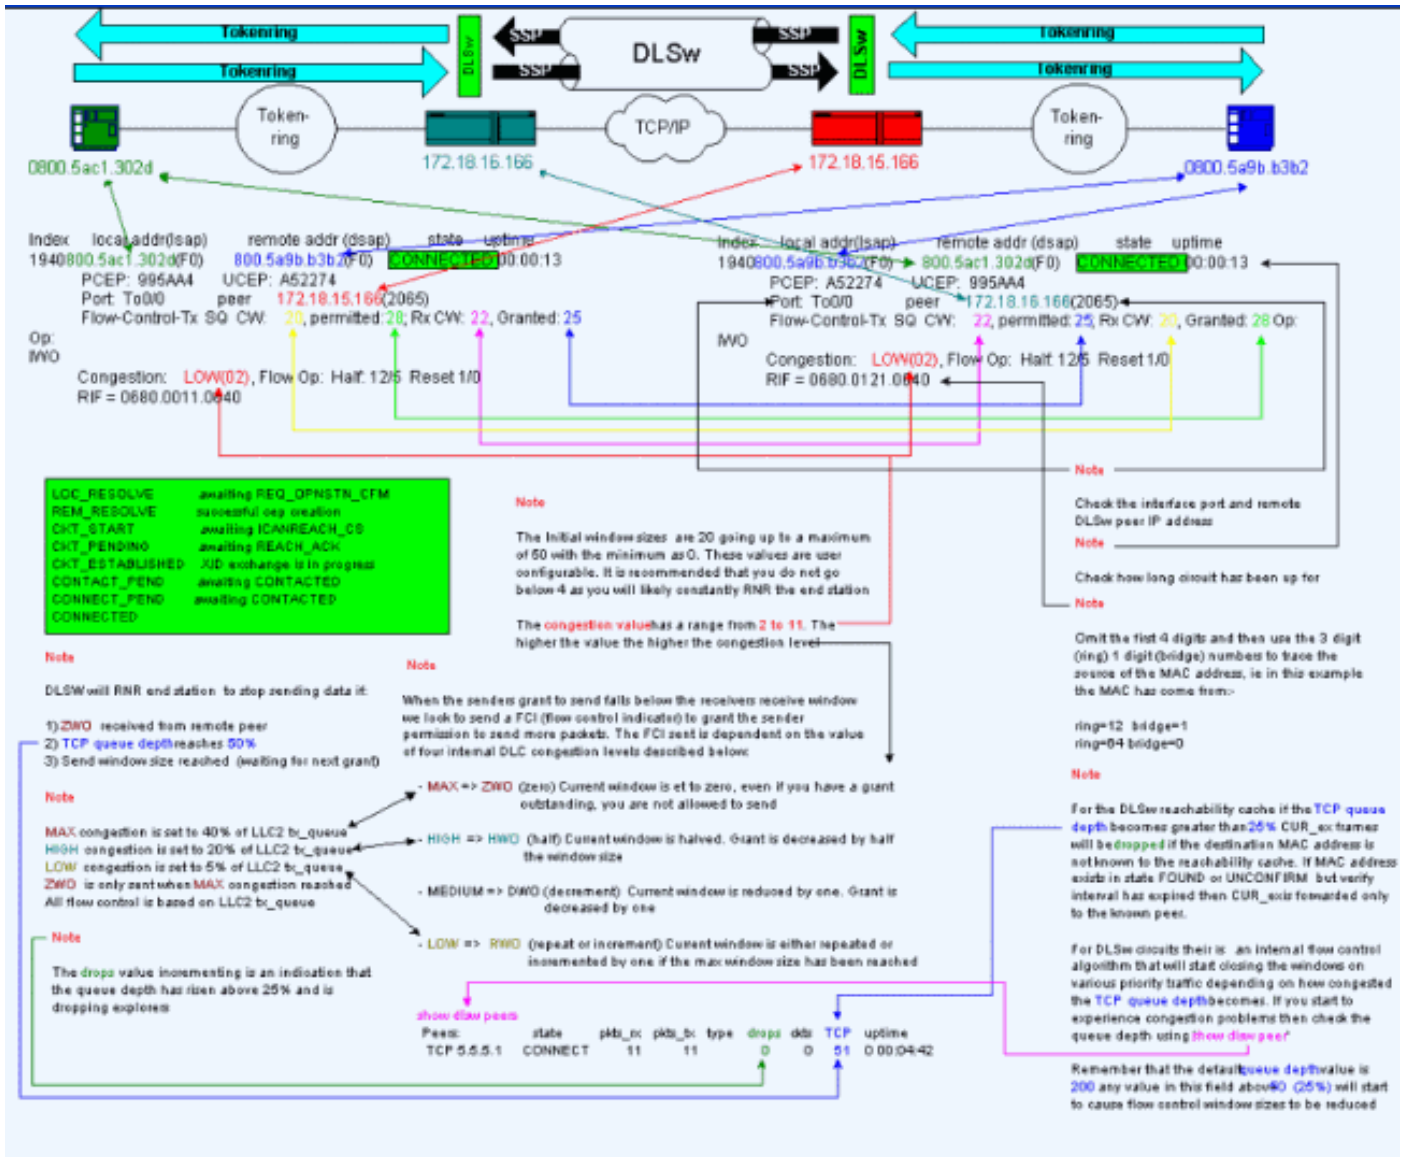 Tokenring
SSP
DLSw
SSP
Tokenring
DLSw
DLSw
Tokenring
SSP
SSP
Tokenring
Token-
ring
TCP/IP
Token-
ring
0800.5ac1.302d
172.18.16.166
172.18.15.166
0800.5a9b.b3b2
Index local addr(lsap) remote addr (dsap) state uptime
1940800.5ac1.302d(F0) 800.5a9b.b3b2(F0) CONNECTED 00:00:13
PCEP: 995AA4 UCEP: A52274
Port: To0/0 peer 172.18.15.166(2065)
Flow-Control-Tx SQ CW: 20, permitted:28; Rx CW: 22, Granted: 25
Op:
IWO
Congestion: LOW(02), Flow Op: Half: 12/5 Reset 1/0
RIF = 0680.0011.0640
Index local addr(lsap) remote addr (dsap) state uptime
1940800.5a9b.b3b2(F0) 800.5ac1.302d(F0) CONNECTED 00:00:13
PCEP: A52274 UCEP: 995AA4
Port: To0/0 peer 172.18.16.166(2065)
Flow-Control-Tx SQ CW: 22, permitted:25; Rx CW: 20, Granted: 28 Op:
IWO
Congestion: LOW(02), Flow Op: Half: 12/5 Reset 1/0
RIF = 0680.0121.0640
LOC_RESOLVE awaiting REQ_OPNSTN_CFM
REM_RESOLVE successful cep creation
CKT_START awaiting ICANREACH_CS
CKT_PENDING awaiting REACH_ACK
CKT_ESTABLISHED XID exchange is in progress
CONTACT_PEND awaiting CONTACTED
CONNECT_PEND awaiting CONTACTED
CONNECTED
Note
The Initial window sizes are 20 going up to a maximum
of 50 with the minimum as 0. These values are user
configurable. It is recommended that you do not go
below 4 as you will likely constantly RNR the end station
The congestion value has a range from 2 to 11. The
higher the value the higher the congestion level
Note
Check the interface port and remote
DLSw peer IP address
Note
Check how long circuit has been up for
Note
Omit the first 4 digits and then use the 3 digit
(ring) 1 digit (bridge) numbers to trace the
source of the MAC address, ie in this example
the MAC has come from:-
ring=12 bridge=1
ring=64 bridge=0
Note
DLSW will RNR end station to stop sending data if:
1) ZWO received from remote peer
2) TCP queue depth reaches 50%
3) Send window size reached (waiting for next grant)
Note
MAX congestion is set to 40% of LLC2 tx_queue
HIGH congestion is set to 20% of LLC2 tx_queue
LOW congestion is set to 5% of LLC2 tx_queue
ZWO is only sent when MAX congestion reached
All flow control is based on LLC2 tx_queue
Note
The drops value incrementing is an indication that
the queue depth has risen above 25% and is
dropping explorers
Note
When the senders grant to send falls below the receivers receive window
we look to send a FCI (flow control indicator) to grant the sender
permission to send more packets. The FCI sent is dependent on the value
of four internal DLC congestion levels described below:
- MAX => ZWO (zero) Current window is et to zero, even if you have a grant
outstanding, you are not allowed to send
- HIGH => HWO (half) Current window is halved. Grant is decreased by half
the window size
- MEDIUM => DWO (decrement) Current window is reduced by one. Grant is
decreased by one
- LOW => RWO (repeat or increment) Current window is either repeated or
incremented by one if the max window size has been reached
show dlsw peers
Peers: state pkts_rx pkts_tx type drops ckts TCP uptime
TCP 5.5.5.1 CONNECT 11 11 0 0 51 0 00:04:42
Note
For the DLSw reachability cache if the TCP queue
depth becomes greater than 25% CUR_ex frames
will be dropped if the destination MAC address is
not known to the reachability cache. If MAC address
exists in state FOUND or UNCONFIRM but verify
interval has expired then CUR_ex is forwarded only
to the known peer.
For DLSw circuits their is an internal flow control
algorithm that will start closing the windows on
various priority traffic depending on how congested
the TCP queue depth becomes. If you start to
experience congestion problems then check the
queue depth using 'show dlsw peer'
Remember that the default queue depth value is
200 any value in this field above 50 (25%) will start
to cause flow control window sizes to be reduced